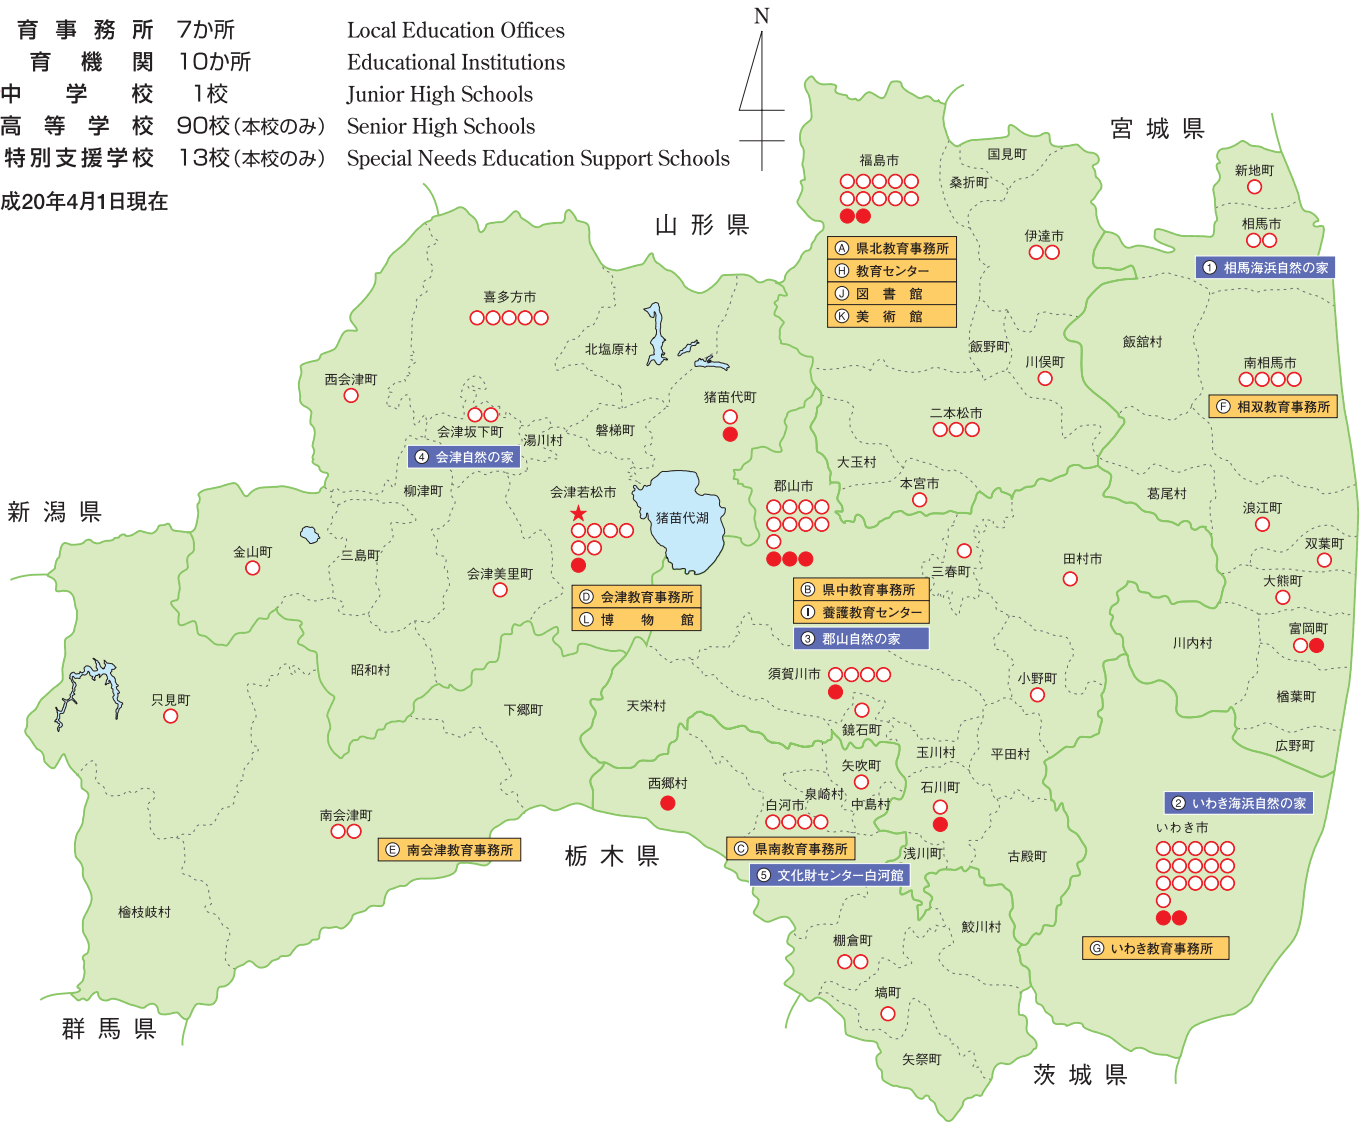 育事務所 7か所 Local Education Offices
育機関 10か所 Educational Institutions
中学校 1校 Junior High Schools
高等学校 90校(本校のみ) Senior High Schools
特別支援学校 13校(本校のみ) Special Needs Education Support Schools
成20年4月1日現在
N
宮城県
山形県
新潟県
群馬県
栃木県
茨城県
福島市
Ⓐ 県北教育事務所
Ⓗ 教育センター
Ⓙ 図書館
Ⓚ 美術館
国見町
桑折町
伊達市
新地町
相馬市
① 相馬海浜自然の家
飯舘村
南相馬市
Ⓕ 相双教育事務所
飯野町
川俣町
喜多方市
北塩原村
西会津町
会津坂下町
④ 会津自然の家
湯川村
磐梯町
猪苗代町
猪苗代湖
柳津町
会津若松市
Ⓓ 会津教育事務所
Ⓛ 博物館
二本松市
大玉村
本宮市
郡山市
Ⓑ 県中教育事務所
Ⓘ 養護教育センター
③ 郡山自然の家
葛尾村
浪江町
双葉町
大熊町
富岡町
川内村
楢葉町
広野町
田村市
三春町
小野町
金山町
三島町
会津美里町
昭和村
只見町
下郷町
南会津町
Ⓔ 南会津教育事務所
檜枝岐村
天栄村
須賀川市
鏡石町
玉川村
平田村
矢吹町
西郷村
泉崎村
白河市
中島村
石川町
Ⓒ 県南教育事務所
⑤ 文化財センター白河館
浅川町
古殿町
② いわき海浜自然の家
いわき市
Ⓖ いわき教育事務所
鮫川村
棚倉町
塙町
矢祭町